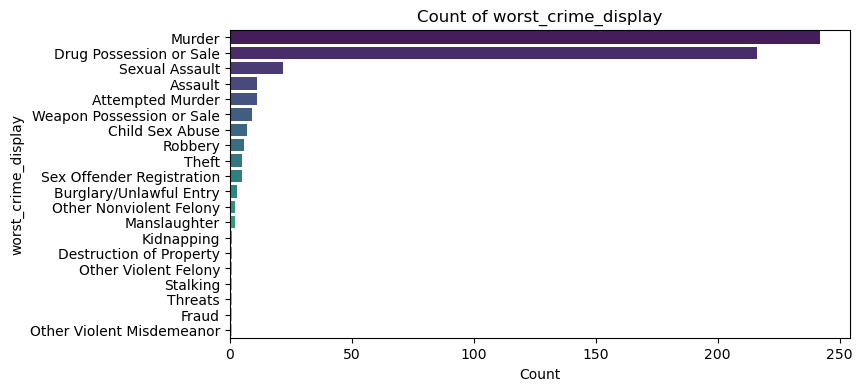 Count of worst_crime_display
worst_crime_display
Murder
Drug Possession or Sale
Sexual Assault
Assault
Attempted Murder
Weapon Possession or Sale
Child Sex Abuse
Robbery
Theft
Sex Offender Registration
Burglary/Unlawful Entry
Other Nonviolent Felony
Manslaughter
Kidnapping
Destruction of Property
Other Violent Felony
Stalking
Threats
Fraud
Other Violent Misdemeanor
0 50 100 150 200 250
Count